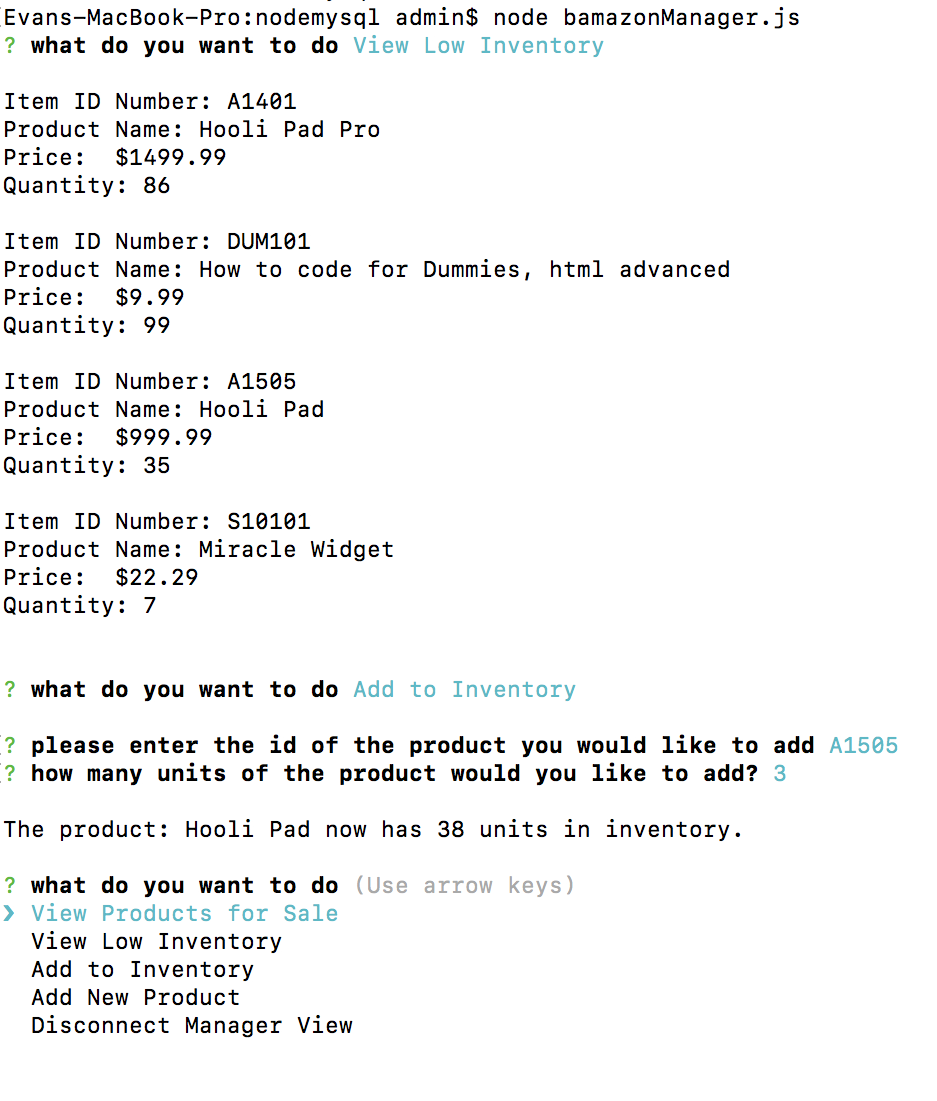 [Evans-MacBook-Pro:nodemysql admin$ node bamazonManager.js
? what do you want to do View Low Inventory
Item ID Number: A1401
Product Name: Hooli Pad Pro
Price:  $1499.99
Quantity: 86
Item ID Number: DUM101
Product Name: How to code for Dummies, html advanced
Price:  $9.99
Quantity: 99
Item ID Number: A1505
Product Name: Hooli Pad
Price:  $999.99
Quantity: 35
Item ID Number: S10101
Product Name: Miracle Widget
Price:  $22.29
Quantity: 7
? what do you want to do Add to Inventory
[? please enter the id of the product you would like to add A1505
[? how many units of the product would you like to add? 3
The product: Hooli Pad now has 38 units in inventory.
? what do you want to do (Use arrow keys)
❯ View Products for Sale
  View Low Inventory
  Add to Inventory
  Add New Product
  Disconnect Manager View